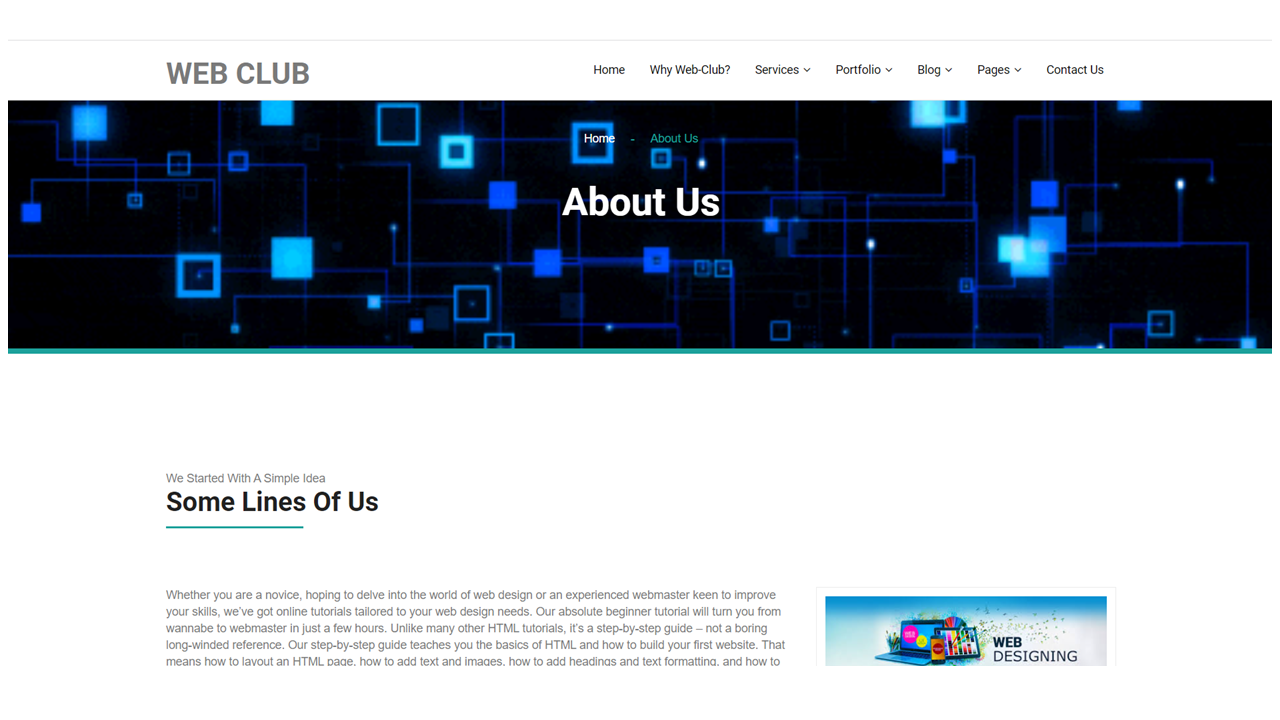 WEB CLUB
Home Why Web-Club? Services Portfolio Blog Pages Contact Us
Home - About Us
About Us
We Started With A Simple Idea
Some Lines Of Us
Whether you are a novice, hoping to delve into the world of web design or an experienced webmaster keen to improve
your skills, we’ve got online tutorials tailored to your web design needs. Our absolute beginner tutorial will turn you from
wannabe to webmaster in just a few hours. Unlike many other HTML tutorials, it’s a step-by-step guide – not a boring
long-winded reference. Our step-by-step guide teaches you the basics of HTML and how to build your first website. That
means how to layout an HTML page, how to add text and images, how to add headings and text formatting, and how to
WEB
DESIGNING